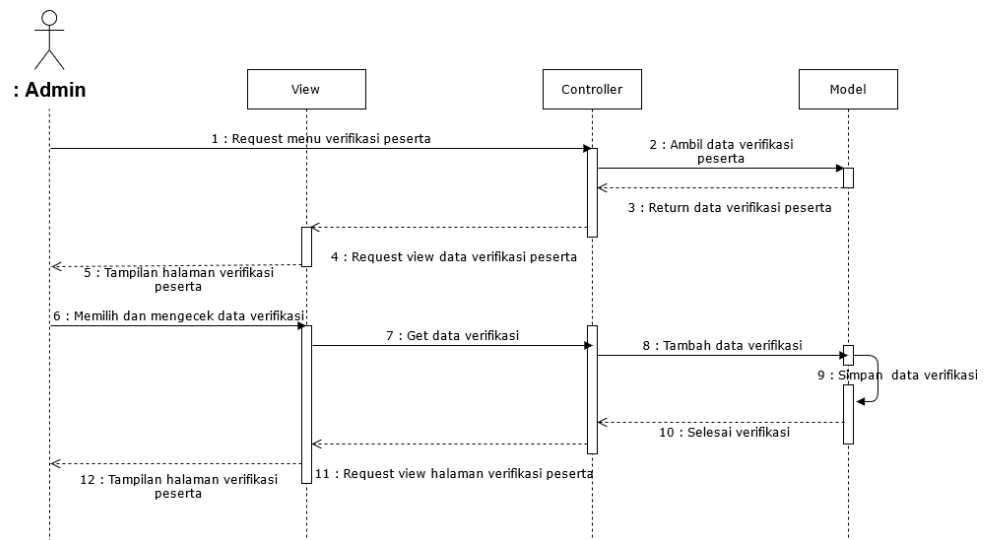 : Admin
View
Controller
Model
1 : Request menu verifikasi peserta
2 : Ambil data verifikasi
peserta
3 : Return data verifikasi peserta
4 : Request view data verifikasi peserta
5 : Tampilan halaman verifikasi
peserta
6 : Memilih dan mengecek data verifikasi
7 : Get data verifikasi
8 : Tambah data verifikasi
9 : Simpan data verifikasi
10 : Selesai verifikasi
11 : Request view halaman verifikasi peserta
12 : Tampilan halaman verifikasi
peserta